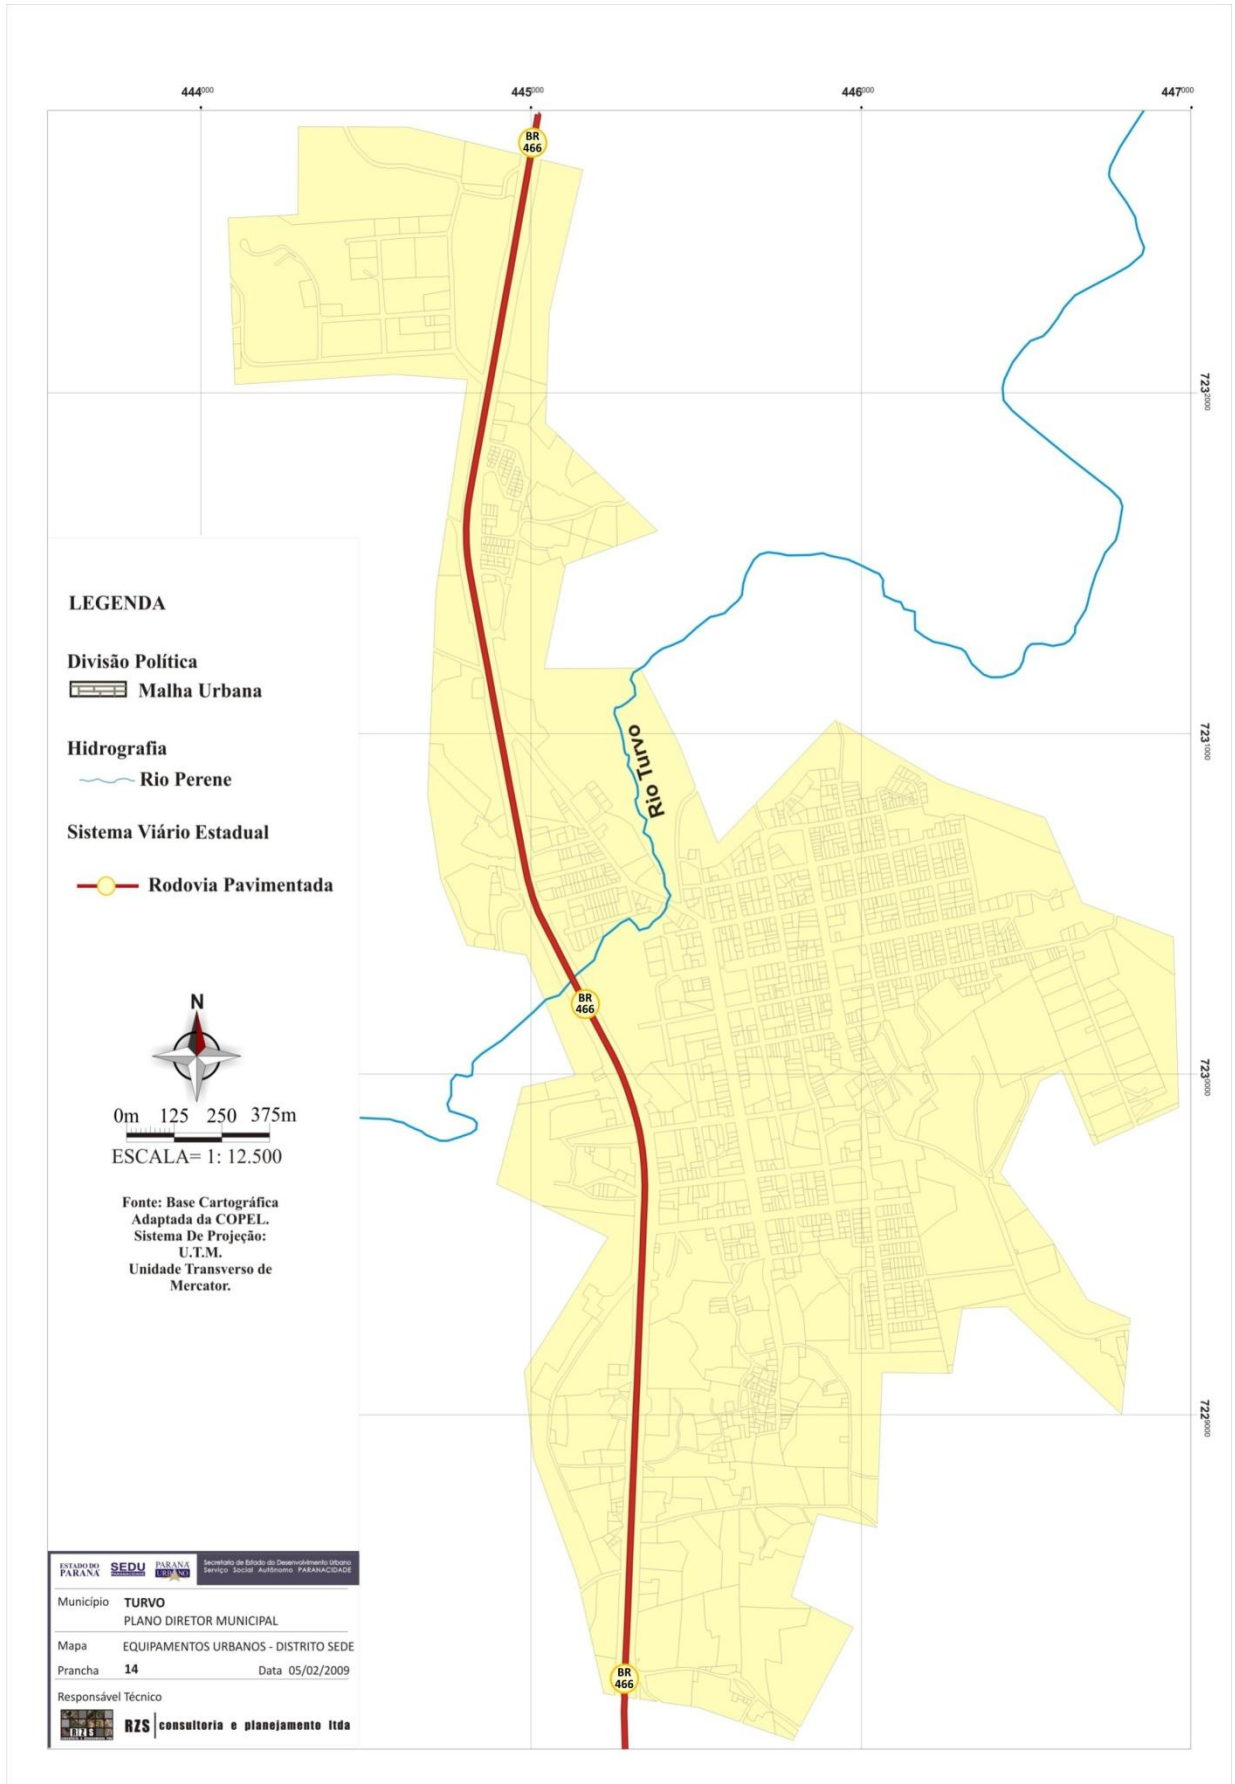 444000
445000
446000
447000
BR
466
7232000
LEGENDA
Divisão Política
Malha Urbana
Hidrografia
Rio Perene
Sistema Viário Estadual
Rodovia Pavimentada
Rio Turvo
7231000
BR
466
N
0m 125 250 375m
ESCALA= 1: 12.500
7230000
Fonte: Base Cartográfica
Adaptada da COPEL.
Sistema De Projeção:
U.T.M.
Unidade Transverso de
Mercator.
7229000
ESTADO DO
PARANÁ
SEDU
PARANACIDADE
PARANÁ
URBANO
Secretaria de Estado do Desenvolvimento Urbano
Serviço Social Autônomo PARANACIDADE
Município TURVO
PLANO DIRETOR MUNICIPAL
Mapa EQUIPAMENTOS URBANOS - DISTRITO SEDE
Prancha 14 Data 05/02/2009
Responsável Técnico
RZS
RZS consultoria e planejamento ltda
BR
466